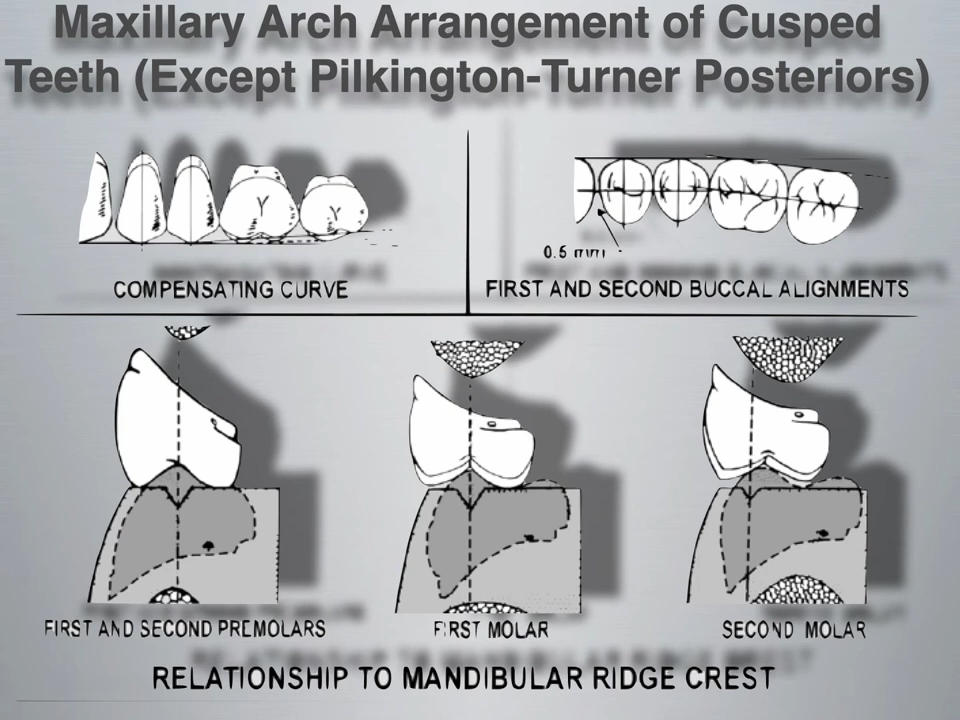 Maxillary Arch Arrangement of Cusped
Teeth (Except Pilkington-Turner Posteriors)
0.5 mm
COMPENSATING CURVE
FIRST AND SECOND BUCCAL ALIGNMENTS
FIRST AND SECOND PREMOLARS
FIRST MOLAR
SECOND MOLAR
RELATIONSHIP TO MANDIBULAR RIDGE CREST